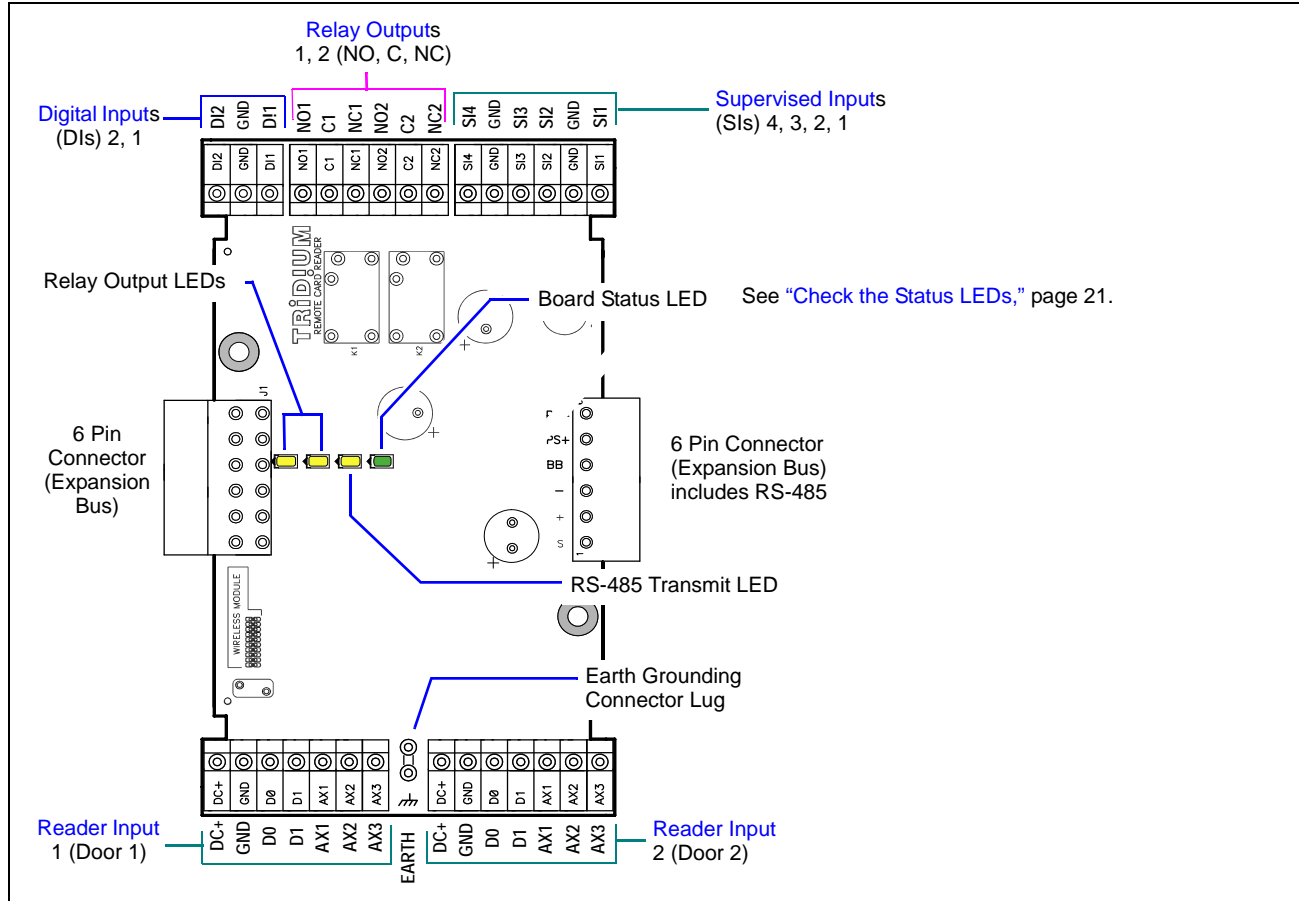 Relay Outputs
1, 2 (NO, C, NC)
Digital Inputs
(DIs) 2, 1
Supervised Inputs
(SIs) 4, 3, 2, 1
DI2
GND
DI1
NO1
C1
NC1
NO2
C2
NC2
SI4
GND
SI3
SI2
GND
SI1
DI2
GND
DI1
NO1
C1
NC1
NO2
C2
NC2
SI4
GND
SI3
SI2
GND
SI1
TRiDiUM
REMOTE CARD READER
K1
K2
Relay Output LEDs
Board Status LED
See “Check the Status LEDs,” page 21.
J1
6 Pin
Connector
(Expansion
Bus)
PS+
BB
–
+
S
1
6 Pin Connector
(Expansion Bus)
includes RS-485
RS-485 Transmit LED
WIRELESS MODULE
Earth Grounding
Connector Lug
DC+
GND
D0
D1
AX1
AX2
AX3
DC+
GND
D0
D1
AX1
AX2
AX3
Reader Input
1 (Door 1)
DC+
GND
D0
D1
AX1
AX2
AX3
EARTH
DC+
GND
D0
D1
AX1
AX2
AX3
Reader Input
2 (Door 2)